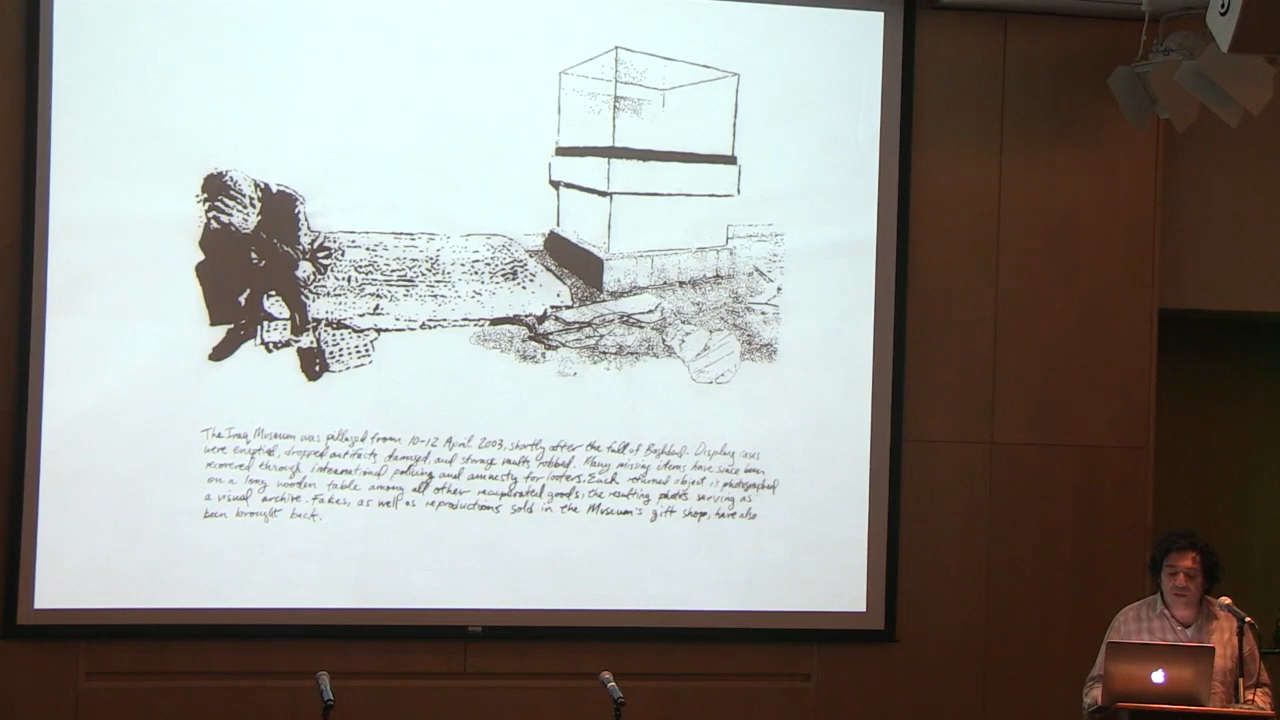 The Iraq Museum was pillaged from 10-12 April 2003, shortly after the fall of Baghdad. Display cases
were emptied, dropped artifacts damaged, and storage vaults robbed. Many missing items have since been
recovered through international policing and amnesty for looters. Each returned object is photographed
on a long wooden table among all other recuperated goods, the resulting photos serving as
a visual archive. Fakes, as well as reproductions sold in the Museum's gift shop, have also
been brought back.